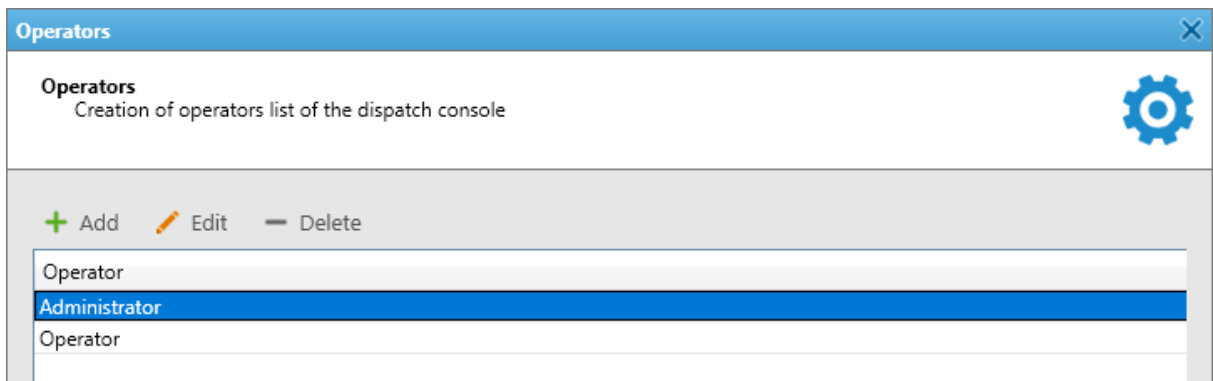 Operators
Operators
Creation of operators list of the dispatch console
Add Edit Delete
Operator
Administrator
Operator